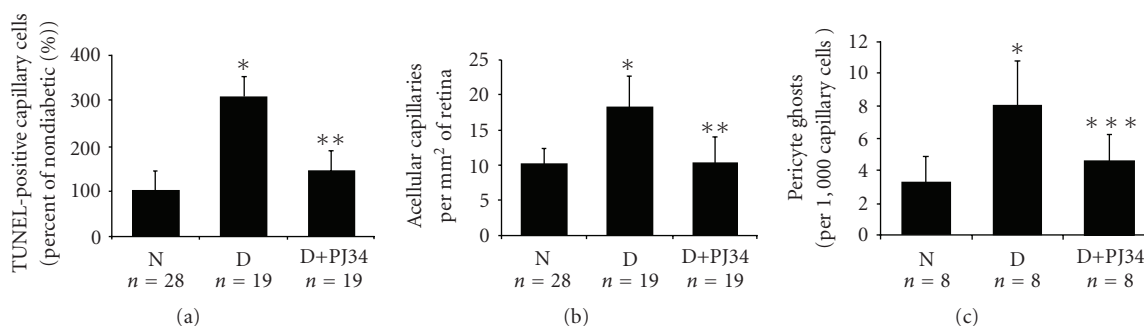 TUNEL-positive capillary cells
(percent of nondiabetic (%))
400
300
200
100
0
*
**
N
D
D+PJ34
n = 28
n = 19
n = 19
(a)
Acellular capillaries
per mm² of retina
25
20
15
10
5
0
*
**
N
D
D+PJ34
n = 28
n = 19
n = 19
(b)
Pericyte ghosts
(per 1, 000 capillary cells )
12
10
8
6
4
2
0
*
***
N
D
D+PJ34
n = 8
n = 8
n = 8
(c)